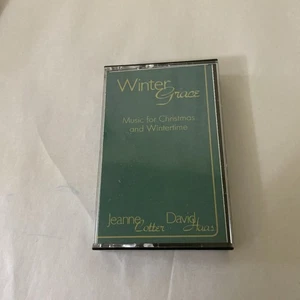 Winter
Grace
Music for Christmas
and Wintertime
Jeanne David
Cotter Haas